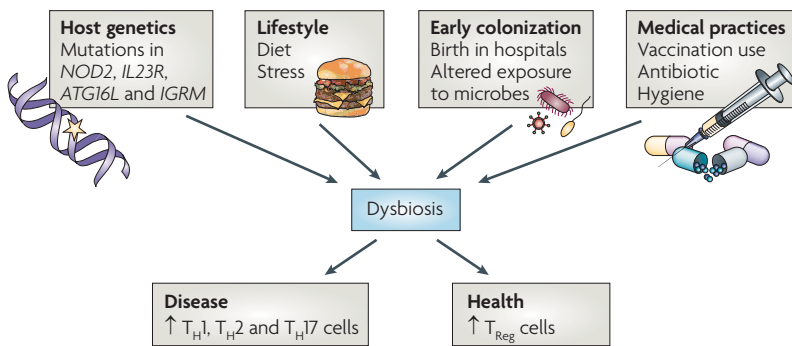 Host genetics
Mutations in
NOD2, IL23R,
ATG16L and IGRM
Lifestyle
Diet
Stress
Early colonization
Birth in hospitals
Altered exposure
to microbes
Medical practices
Vaccination use
Antibiotic
Hygiene
Dysbiosis
Disease
↑ TH1, TH2 and TH17 cells
Health
↑ TReg cells